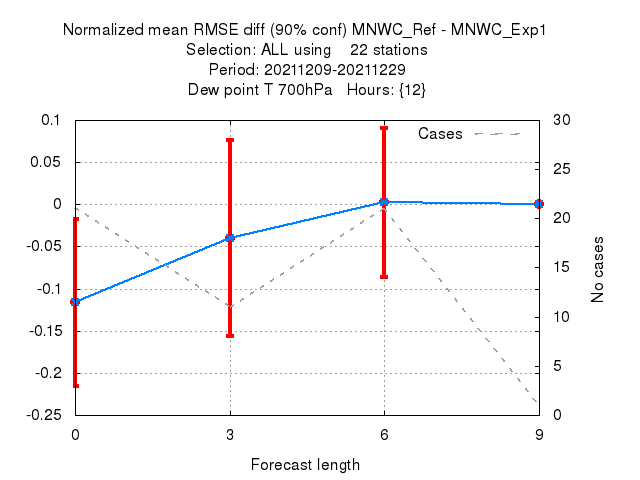 Normalized mean RMSE diff (90% conf) MNWC_Ref - MNWC_Exp1
Selection: ALL using 22 stations
Period: 20211209-20211229
Dew point T 700hPa Hours: {12}
Cases
0.1
0.05
0
-0.05
-0.1
-0.15
-0.2
-0.25
30
25
20
15
10
5
0
No cases
0 3 6 9
Forecast length